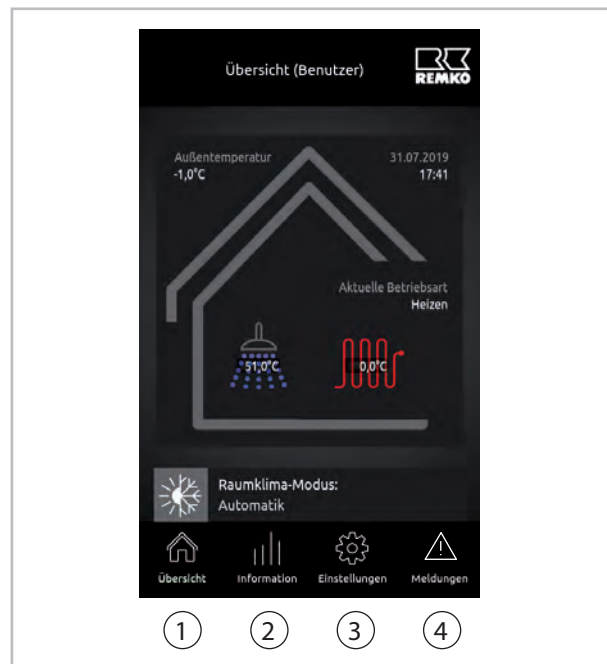 Übersicht (Benutzer)
REMKO
Außentemperatur
-1,0°C
31.07.2019
17:41
Aktuelle Betriebsart
Heizen
51,0°C
0,0°C
Raumklima-Modus:
Automatik
Übersicht Information Einstellungen Meldungen
1 2 3 4